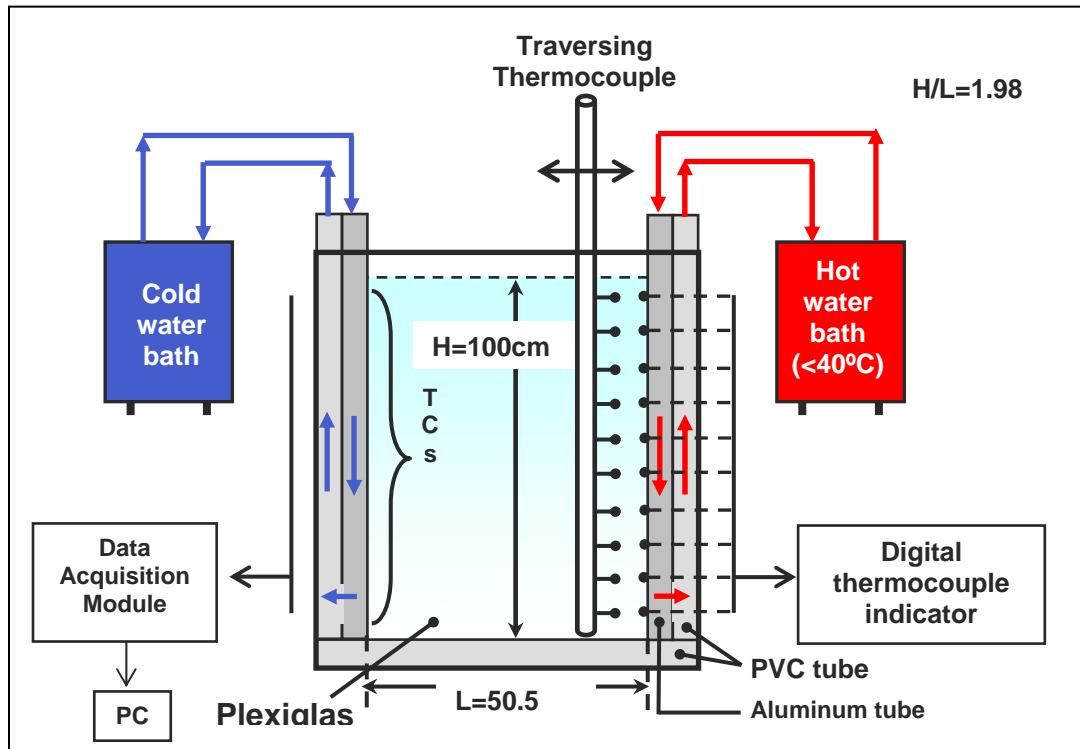 Traversing
Thermocouple
H/L=1.98
Cold
water
bath
Hot
water
bath
(<40ºC)
H=100cm
T
C
s
Data
Acquisition
Module
Digital
thermocouple
indicator
PVC tube
PC
Plexiglas
L=50.5
Aluminum tube